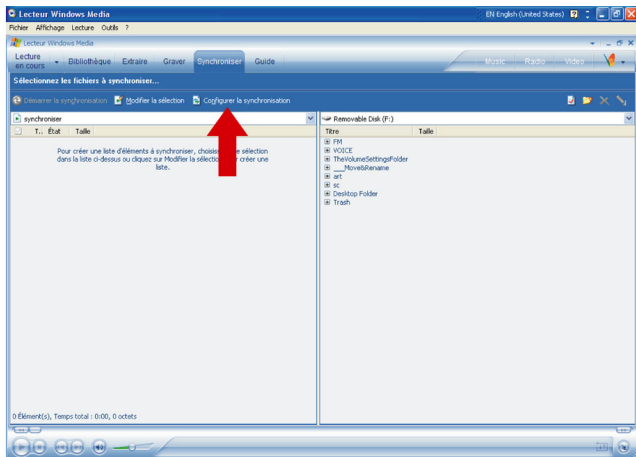 Lecteur Windows Media
EN English (United States)
Fichier Affichage Lecture Outils ?
Lecteur Windows Media
Lecture en cours
Bibliothèque Extraire Graver Synchroniser Guide
Music Radio Video
Sélectionnez les fichiers à synchroniser...
Démarrer la synchronisation Modifier la sélection Configurer la synchronisation
synchroniser
Removable Disk (F:)
T.. État Taille
Titre Taille
Pour créer une liste d'éléments à synchroniser, choisis sélection
dans la liste ci-dessus ou cliquez sur Modifier la sélection créer une
liste.
FM
VOICE
TheVolumeSettingsFolder
___Move&Rename
art
sc
Desktop Folder
Trash
0 Élément(s), Temps total : 0:00, 0 octets